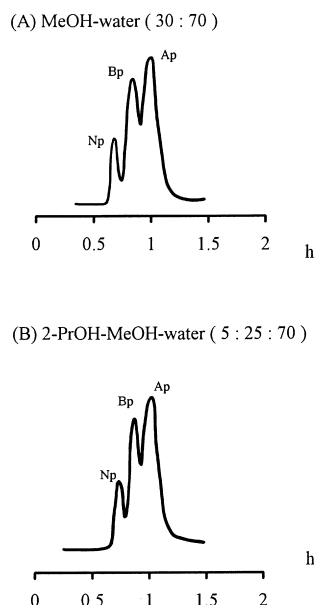 (A) MeOH-water ( 30 : 70 )
Ap
Bp
Np
0 0.5 1 1.5 2
h
(B) 2-PrOH-MeOH-water ( 5 : 25 : 70 )
Ap
Bp
Np
h
0 0.5 1 1.5 2